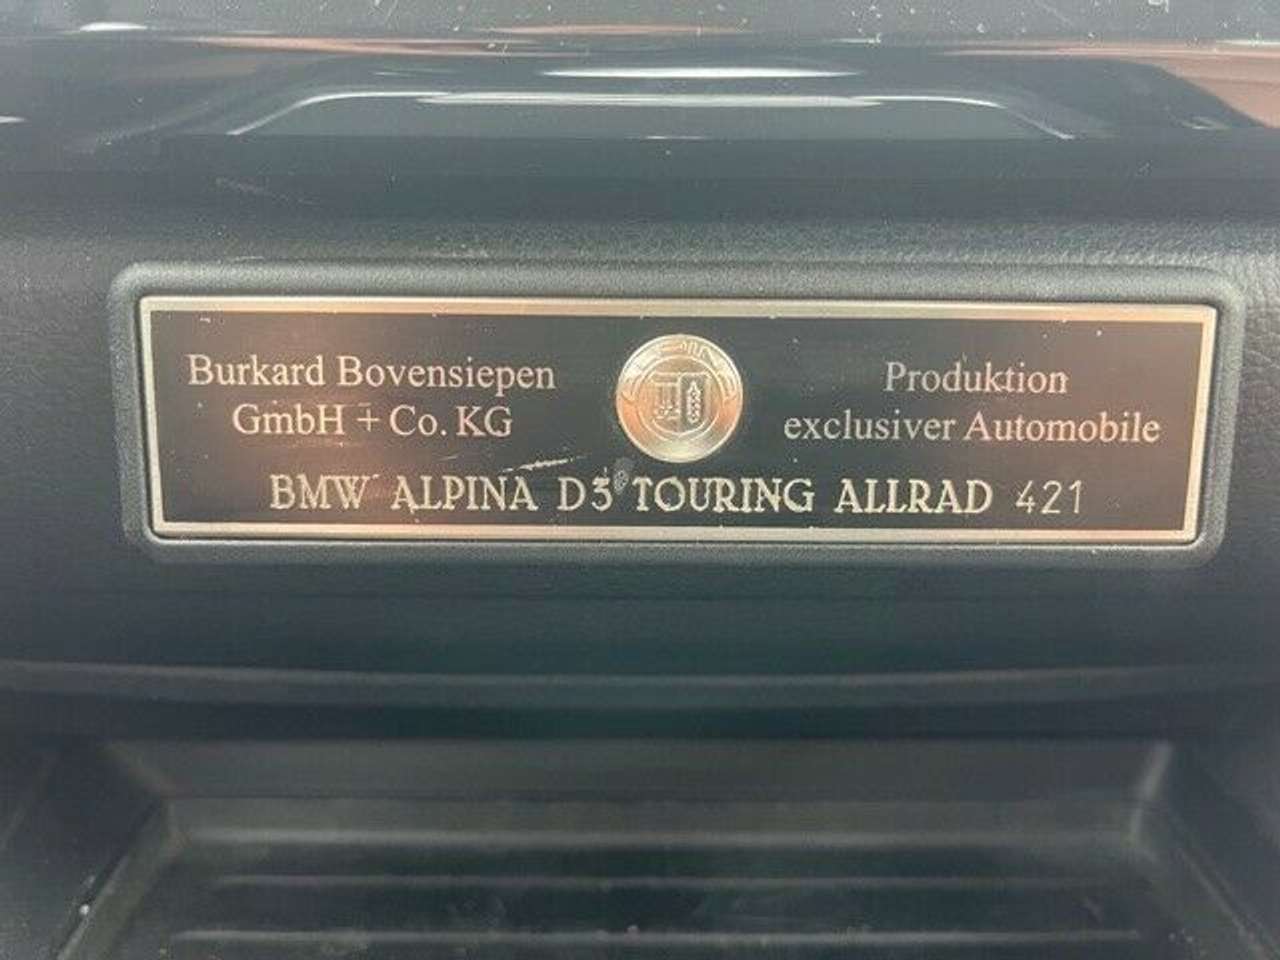 Burkard Bovensiepen
GmbH + Co. KG
Produktion
exclusiver Automobile
BMW ALPINA D3 TOURING ALLRAD 421